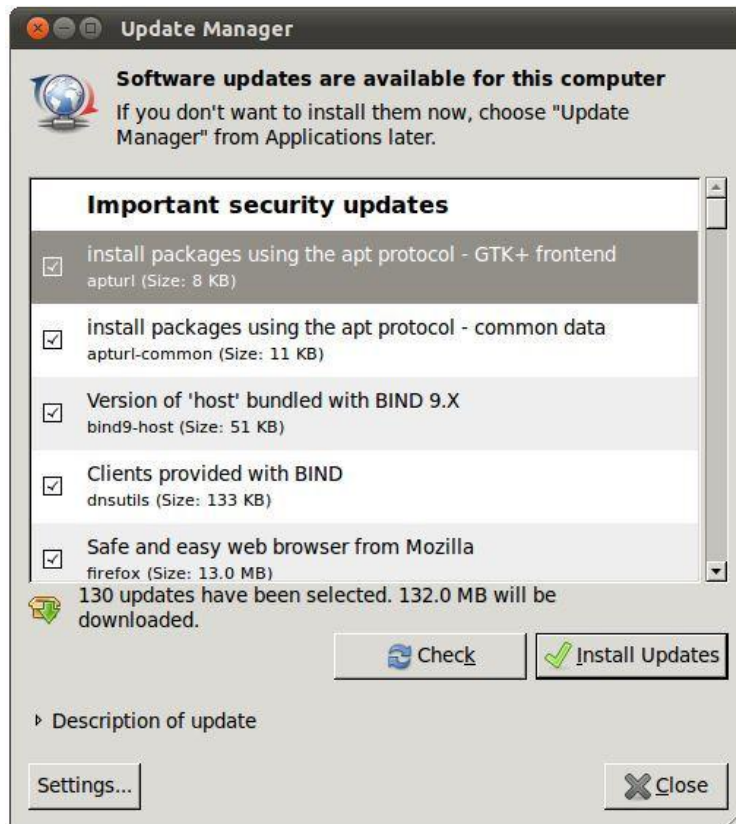 Update Manager
Software updates are available for this computer
If you don't want to install them now, choose "Update
Manager" from Applications later.
Important security updates
install packages using the apt protocol - GTK+ frontend
apturl (Size: 8 KB)
install packages using the apt protocol - common data
apturl-common (Size: 11 KB)
Version of 'host' bundled with BIND 9.X
bind9-host (Size: 51 KB)
Clients provided with BIND
dnsutils (Size: 133 KB)
Safe and easy web browser from Mozilla
firefox (Size: 13.0 MB)
130 updates have been selected. 132.0 MB will be
downloaded.
Check
Install Updates
Description of update
Settings...
Close